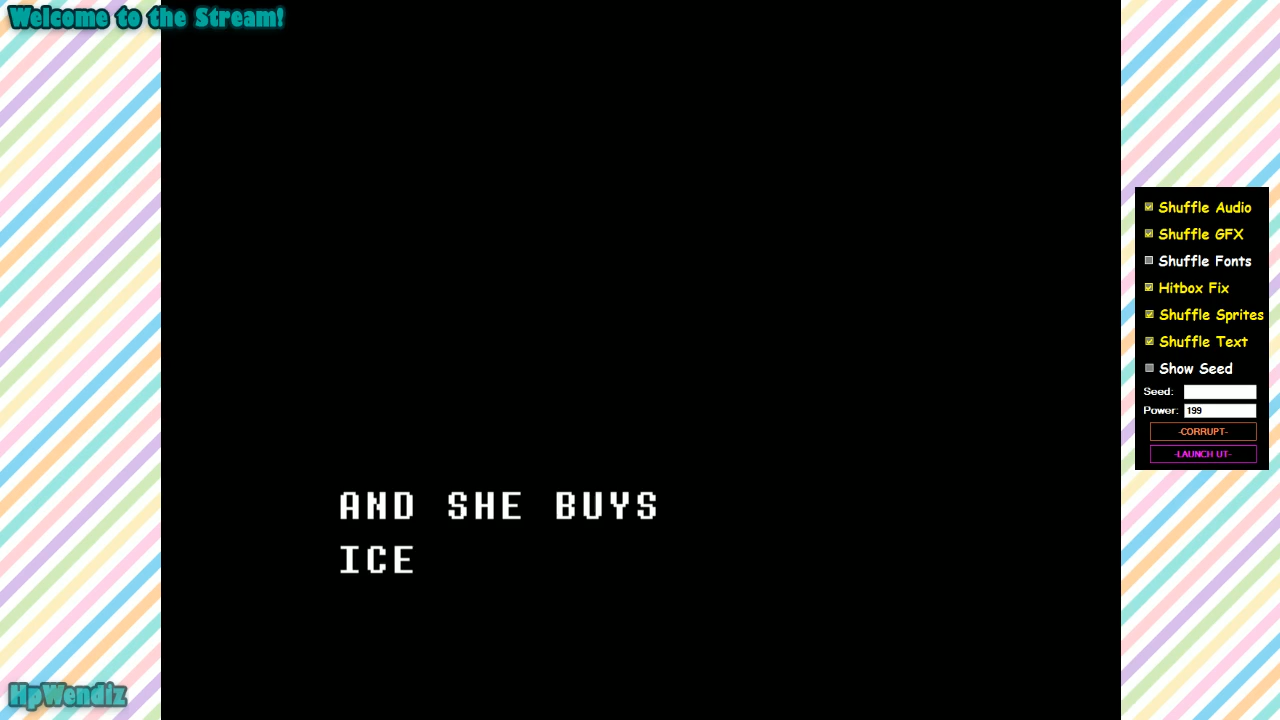 Welcome to the Stream!
AND SHE BUYS
ICE
Shuffle Audio
Shuffle GFX
Shuffle Fonts
Hitbox Fix
Shuffle Sprites
Shuffle Text
Show Seed
Seed:
Power: 199
-CORRUPT-
-LAUNCH UT-
HpWendiz